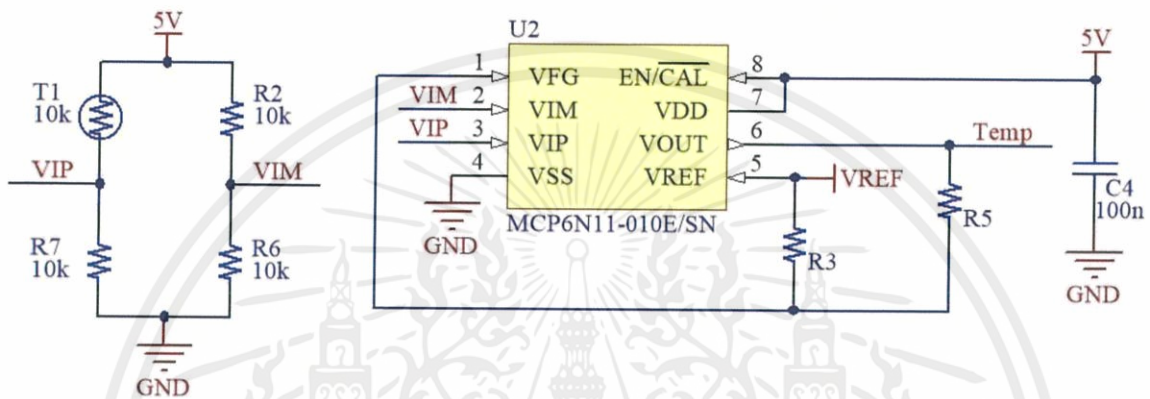 5V
T1
10k
R2
10k
VIP
VIM
R7
10k
R6
10k
GND
U2
1 VFG EN/CAL 8
VIM 2 VIM VDD 7
VIP 3 VIP VOUT 6 Temp
4 VSS VREF 5 VREF
GND
MCP6N11-010E/SN
R3
R5
5V
C4
100n
GND